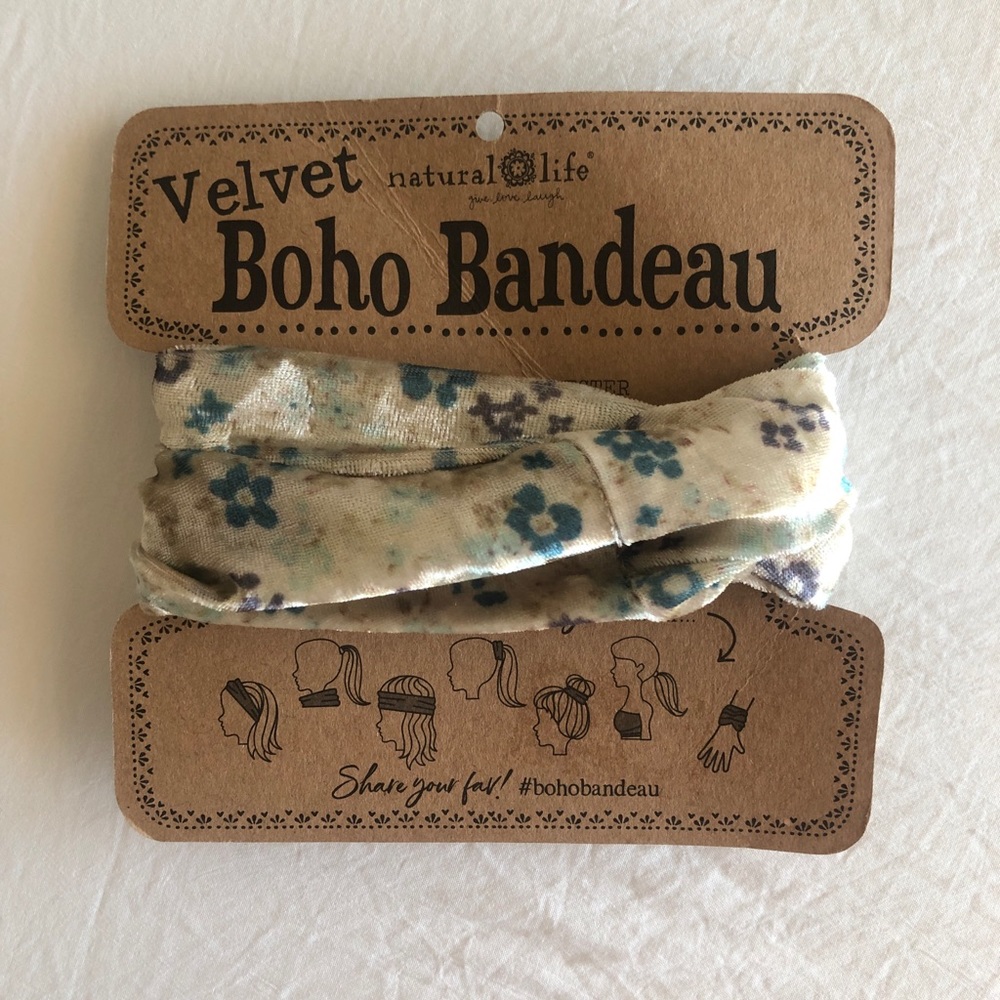 Velvet
natural life®
give love laugh
Boho Bandeau
Share your fav! #bohobandeau